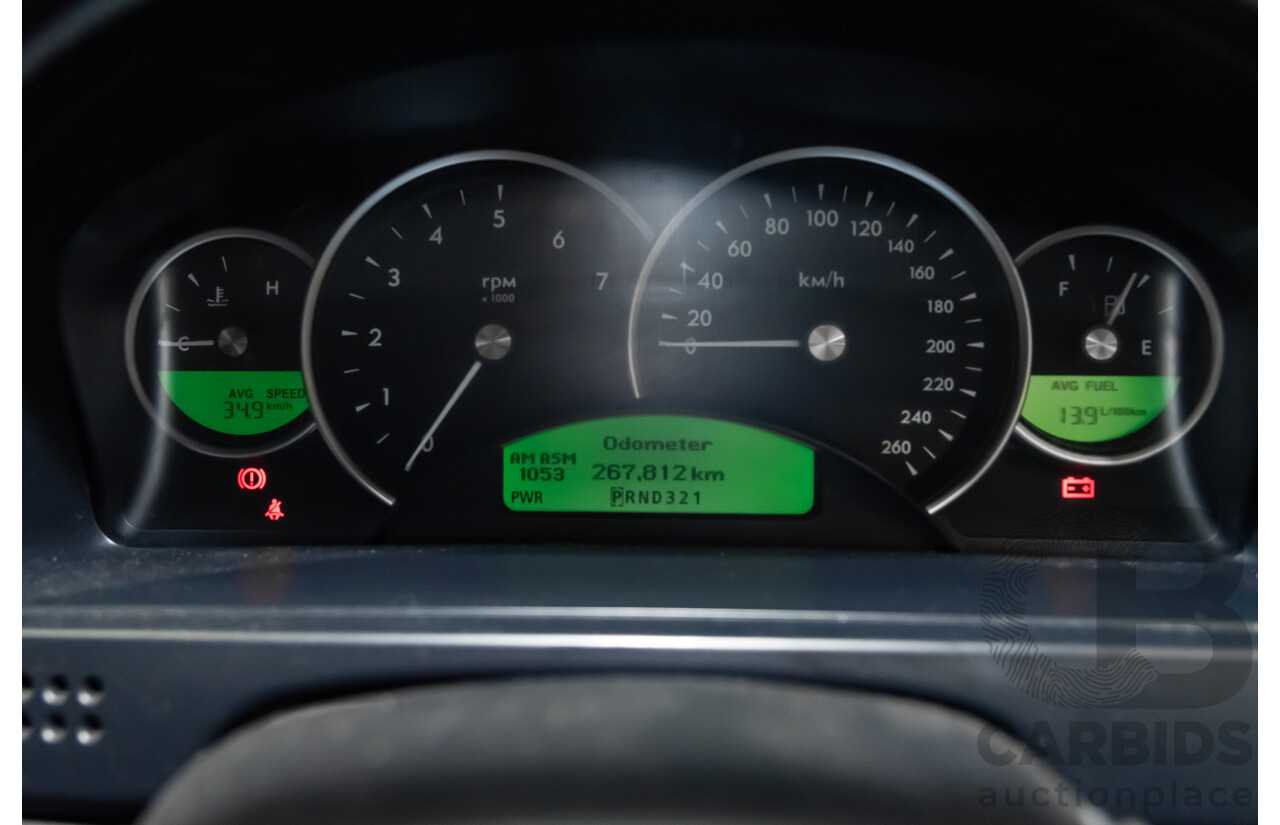 C
H
AVG SPEED
34.9 km/h
0
1
2
3
4
5
6
7
rpm
x 1000
0
20
40
60
80
100
120
140
160
180
200
220
240
260
km/h
Odometer
AM ASM
1053
267,812 km
PWR
PRND321
F
E
AVG FUEL
13.9 L/100km
CB
CARBIDS
auctionplace